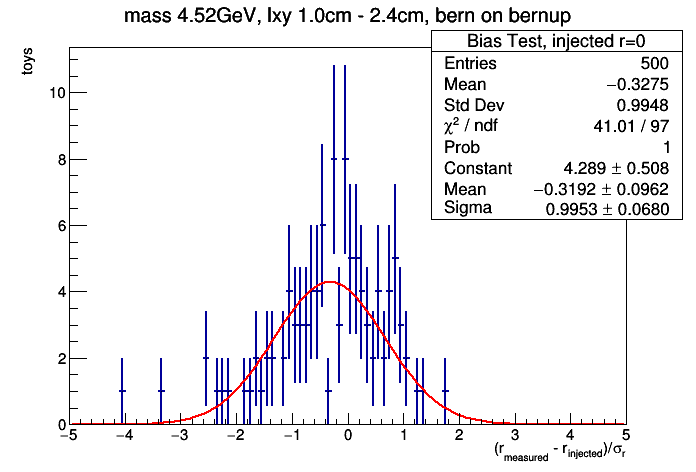 mass 4.52GeV, lxy 1.0cm - 2.4cm, bern on bernup
toys
Bias Test, injected r=0
Entries 500
Mean −0.3275
Std Dev 0.9948
χ² / ndf 41.01 / 97
Prob 1
Constant 4.289 ± 0.508
Mean −0.3192 ± 0.0962
Sigma 0.9953 ± 0.0680
10
8
6
4
2
0
−5 −4 −3 −2 −1 0 1 2 3 4 5
(r_measured - r_injected)/σ_r